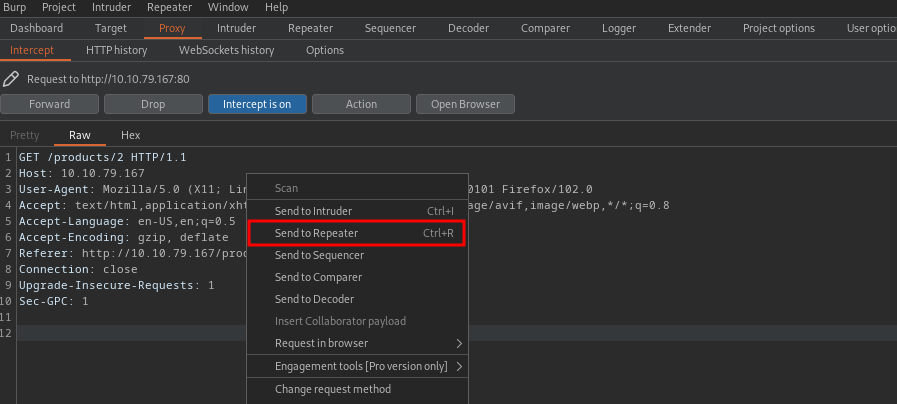 Burp Project Intruder Repeater Window Help
Dashboard Target Proxy Intruder Repeater Sequencer Decoder Comparer Logger Extender Project options User optio
Intercept HTTP history WebSockets history Options
Request to http://10.10.79.167:80
Forward Drop Intercept is on Action Open Browser
Pretty Raw Hex
1 GET /products/2 HTTP/1.1
2 Host: 10.10.79.167
3 User-Agent: Mozilla/5.0 (X11; Lin 0101 Firefox/102.0
4 Accept: text/html,application/xht age/avif,image/webp,*/*;q=0.8
5 Accept-Language: en-US,en;q=0.5
6 Accept-Encoding: gzip, deflate
7 Referer: http://10.10.79.167/prod
8 Connection: close
9 Upgrade-Insecure-Requests: 1
10 Sec-GPC: 1
11
12
Scan
Send to Intruder Ctrl+I
Send to Repeater Ctrl+R
Send to Sequencer
Send to Comparer
Send to Decoder
Insert Collaborator payload
Request in browser
Engagement tools [Pro version only]
Change request method